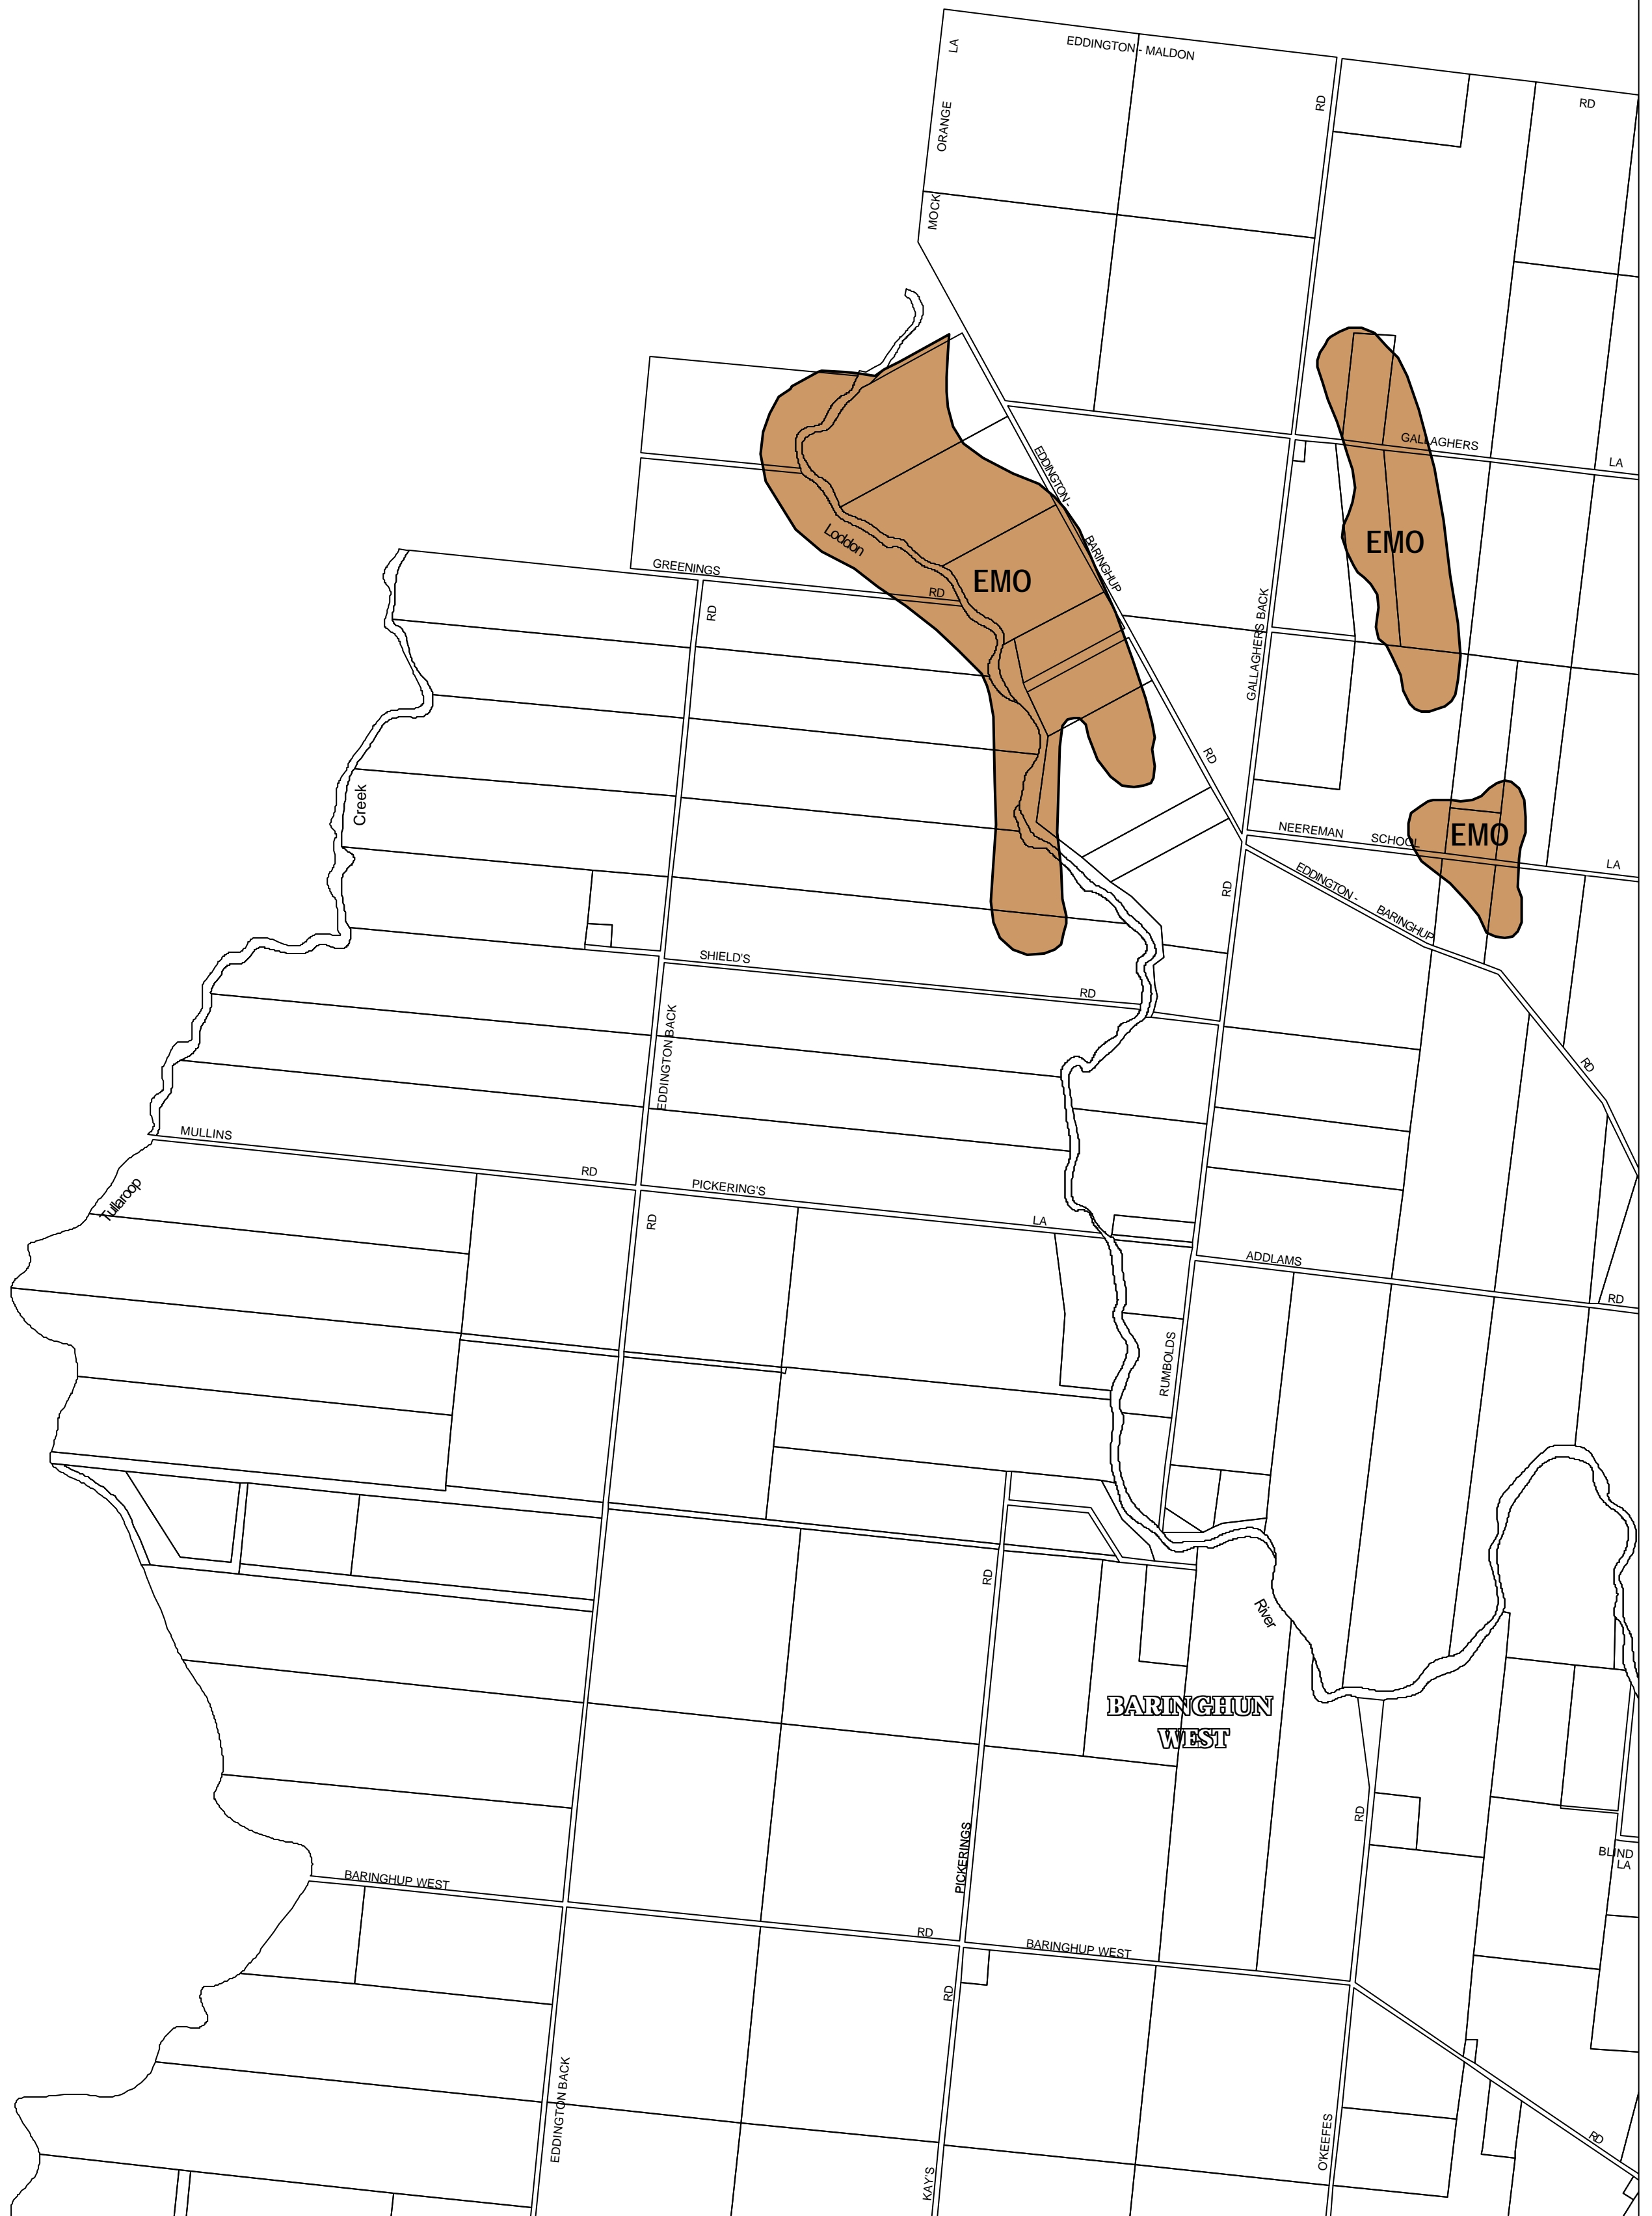 EDDINGTON - MALDON
RD
LA
ORANGE
MOCK
RD
GALLAGHERS
LA
EDDINGTON -
BARINGHUP
RD
EMO
Loddon
EMO
GREENINGS
RD
RD
GALLAGHERS BACK
Creek
NEEREMAN SCHOOL
LA
EMO
EDDINGTON -
BARINGHUP
RD
RD
SHIELD'S
RD
EDDINGTON BACK
RD
MULLINS
RD
PICKERING'S
LA
Tullaroop
ADDLAMS
RD
RUMBOLDS
RD
River
BARINGHUN
WEST
RD
PICKERINGS
BLIND
LA
BARINGHUP WEST
RD
BARINGHUP WEST
RD
EDDINGTON BACK
KAY'S
O'KEEFES
RD